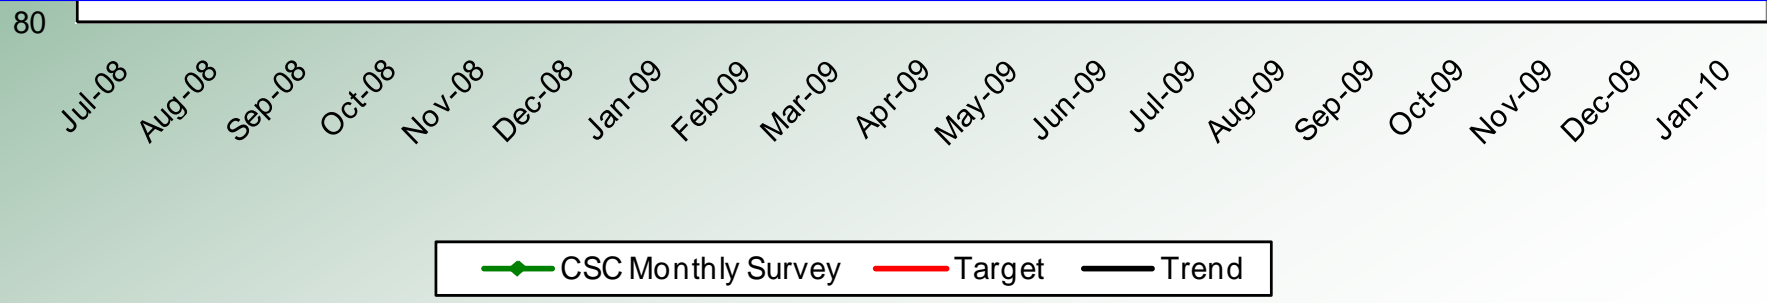 80
Jul-08 Aug-08 Sep-08 Oct-08 Nov-08 Dec-08 Jan-09 Feb-09 Mar-09 Apr-09 May-09 Jun-09 Jul-09 Aug-09 Sep-09 Oct-09 Nov-09 Dec-09 Jan-10
CSC Monthly Survey Target Trend